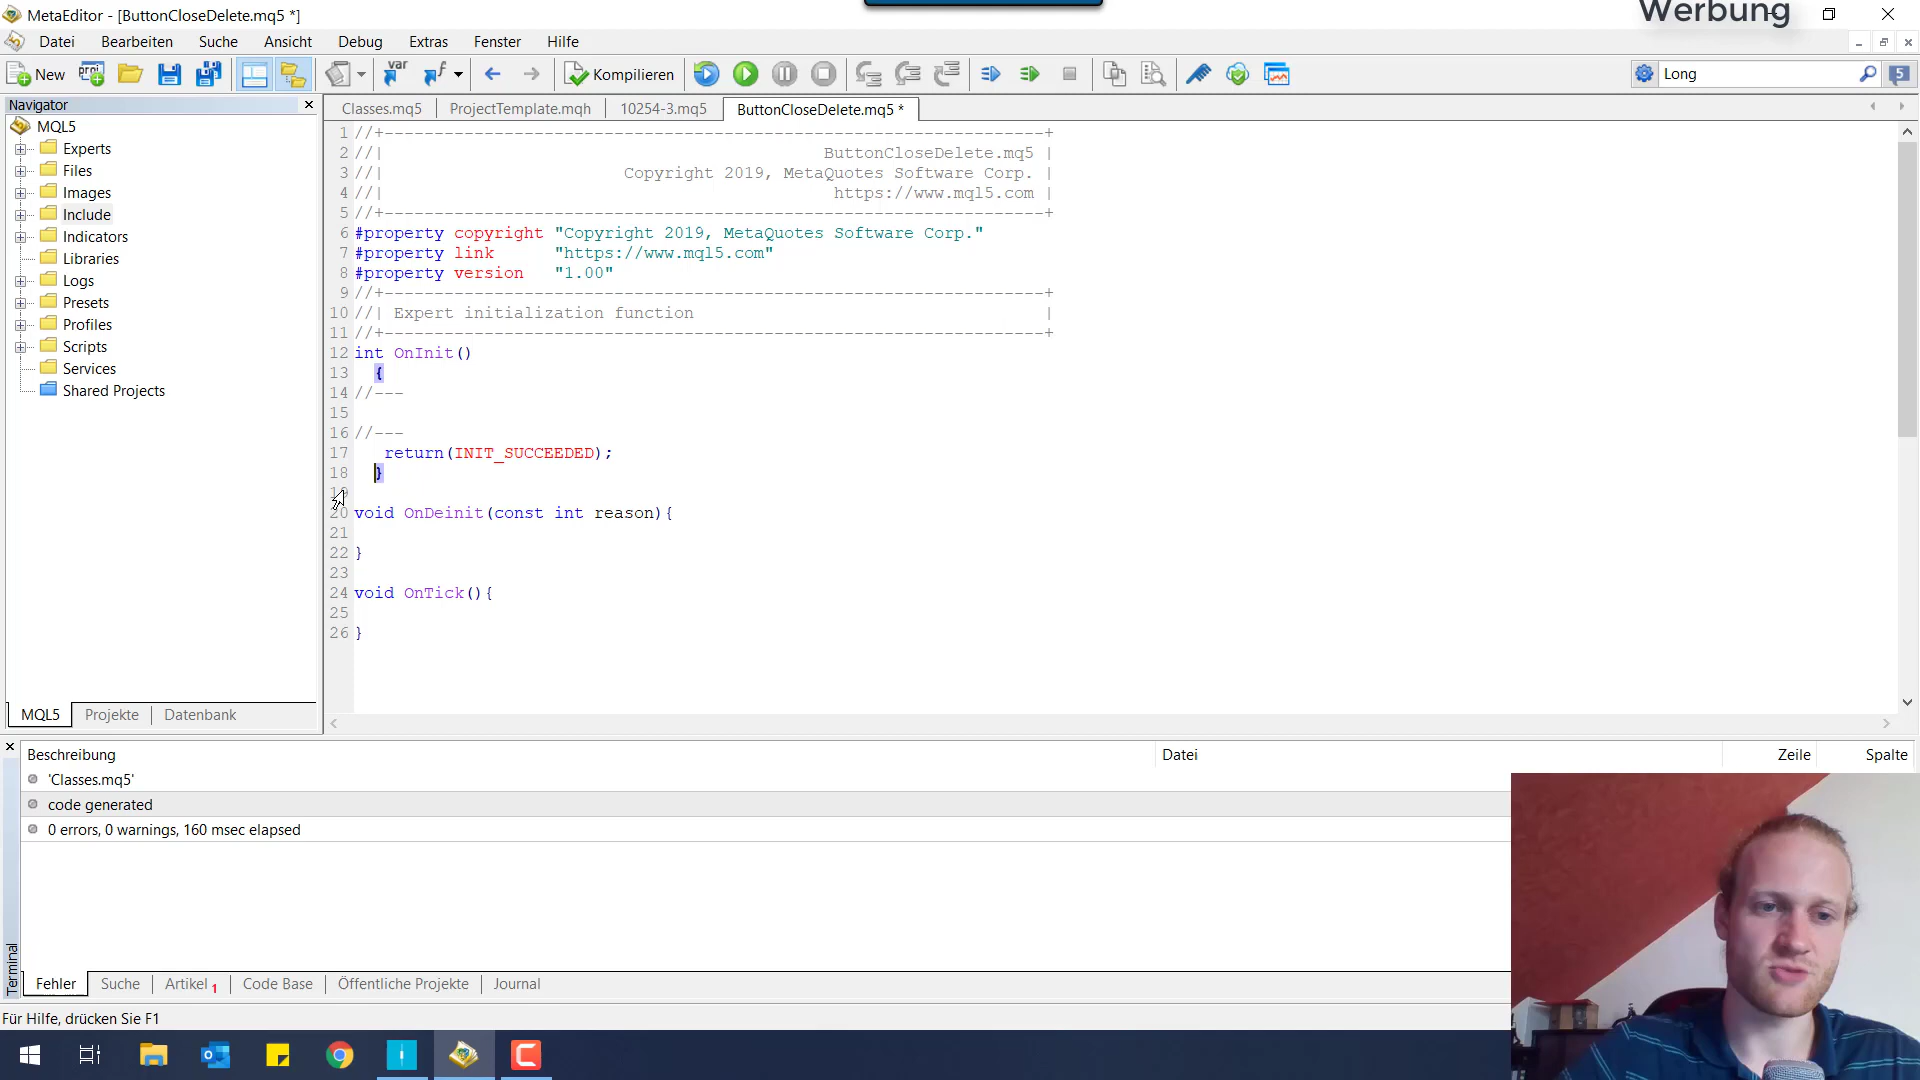 MetaEditor - [ButtonCloseDelete.mq5 *]
Werbung
Datei Bearbeiten Suche Ansicht Debug Extras Fenster Hilfe
New Kompilieren Long 5
Navigator
Classes.mq5 ProjectTemplate.mqh 10254-3.mq5 ButtonCloseDelete.mq5 *
MQL5
Experts
Files
Images
Include
Indicators
Libraries
Logs
Presets
Profiles
Scripts
Services
Shared Projects
MQL5 Projekte Datenbank
1 //+------------------------------------------------------------------+
2 //| ButtonCloseDelete.mq5 |
3 //| Copyright 2019, MetaQuotes Software Corp. |
4 //| https://www.mql5.com |
5 //+------------------------------------------------------------------+
6 #property copyright "Copyright 2019, MetaQuotes Software Corp."
7 #property link "https://www.mql5.com"
8 #property version "1.00"
9 //+------------------------------------------------------------------+
10 //| Expert initialization function |
11 //+------------------------------------------------------------------+
12 int OnInit()
13 {
14 //---
15
16 //---
17 return(INIT_SUCCEEDED);
18 }
19
20 void OnDeinit(const int reason){
21
22 }
23
24 void OnTick(){
25
26 }
Beschreibung Datei Zeile Spalte
'Classes.mq5'
code generated
0 errors, 0 warnings, 160 msec elapsed
Terminal
Fehler Suche Artikel 1 Code Base Öffentliche Projekte Journal
Für Hilfe, drücken Sie F1